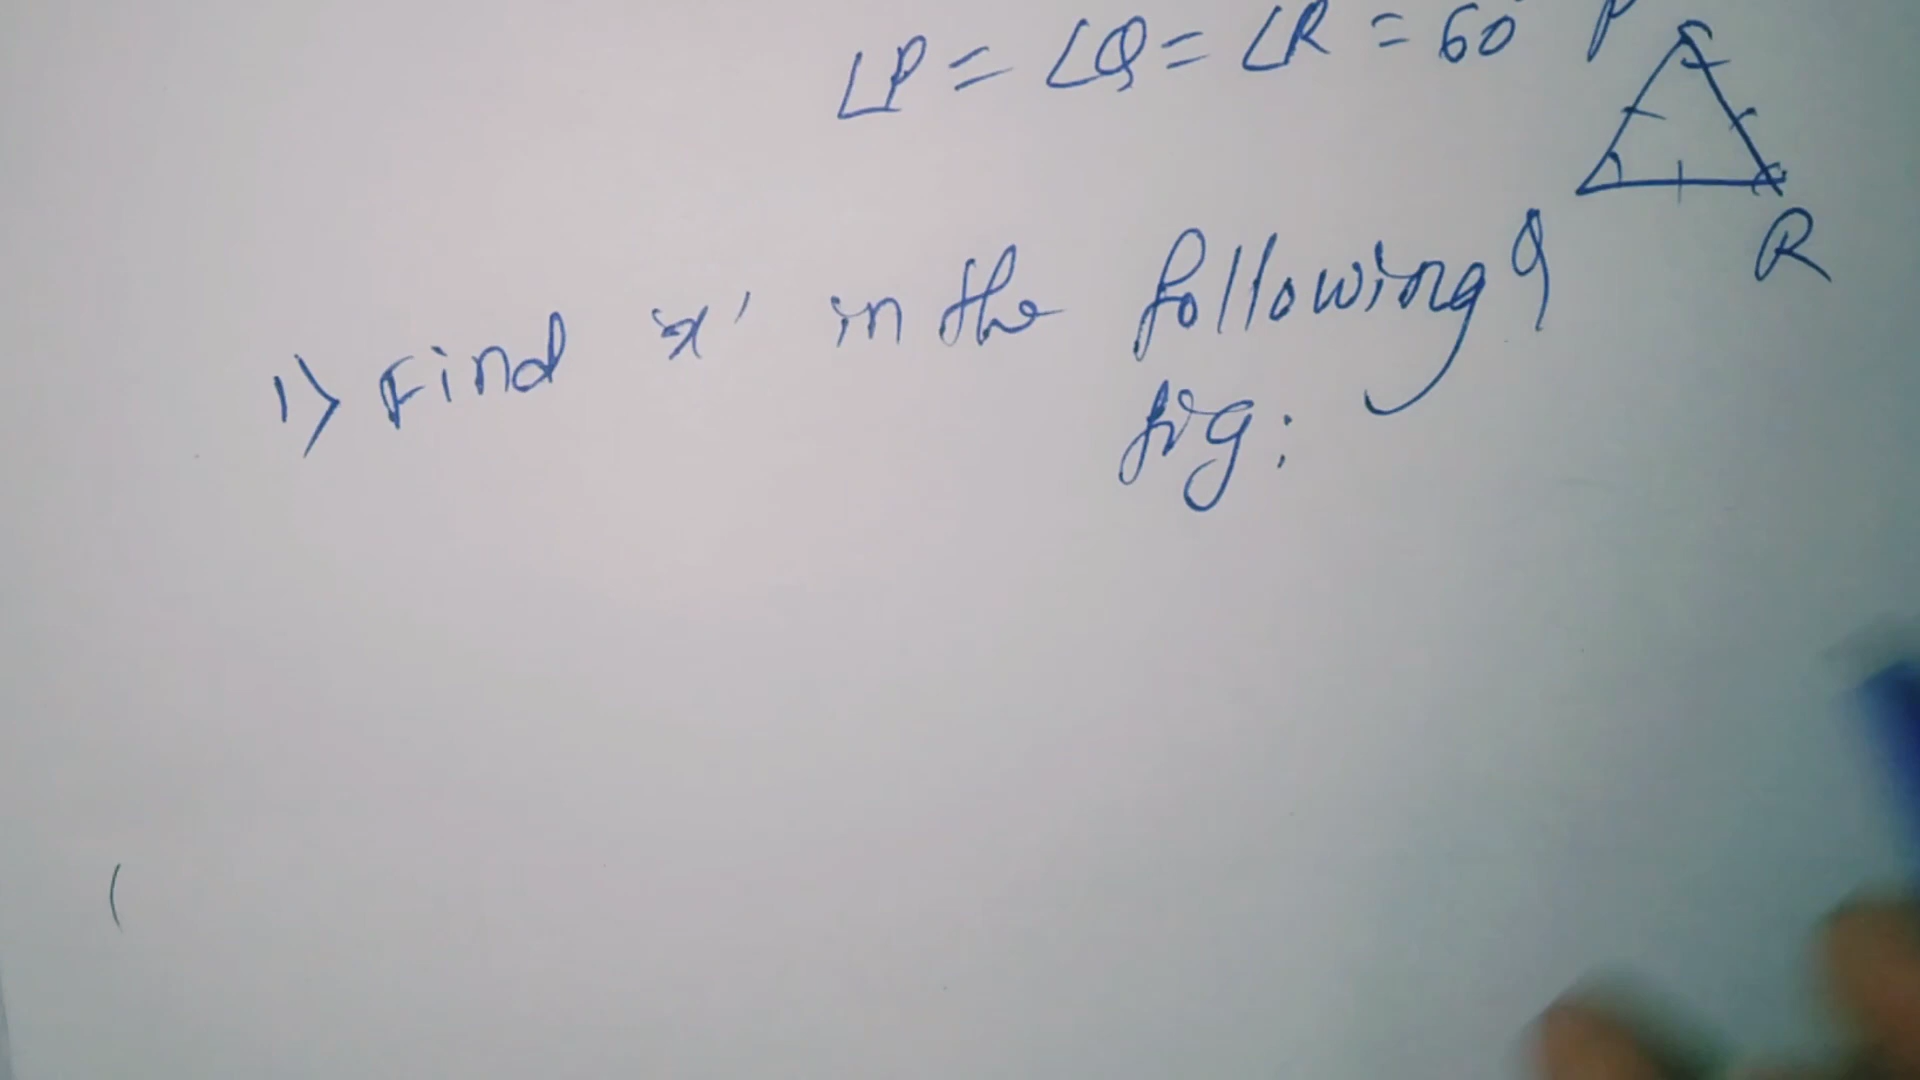 ∠P = ∠Q = ∠R = 60° P
Q R
1) Find 'x' in the following
fig:
(